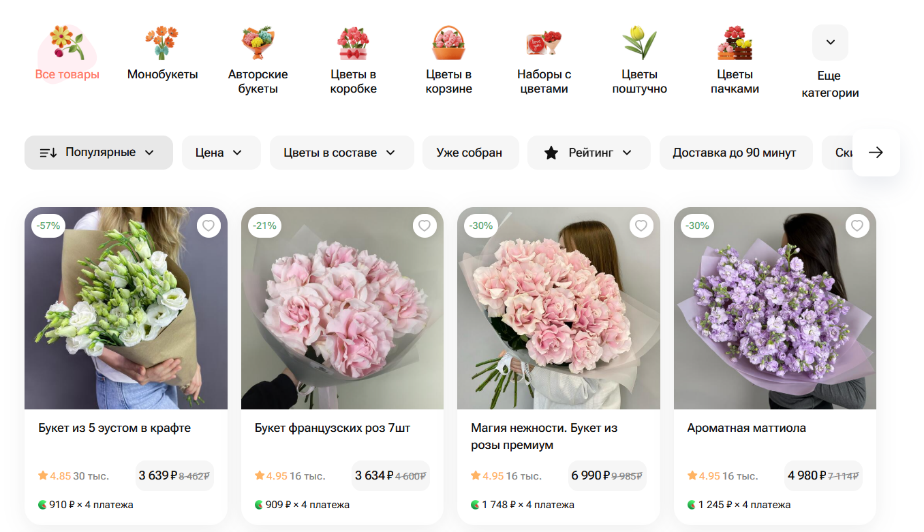 Все товары
Монобукеты
Авторские
букеты
Цветы в
коробке
Цветы в
корзине
Наборы с
цветами
Цветы
поштучно
Цветы
пачками
Еще
категории
Популярные
Цена
Цветы в составе
Уже собран
Рейтинг
Доставка до 90 минут
Ски
-57%
-21%
-30%
-30%
Букет из 5 эустом в крафте
4.85 30 тыс.
3 639 ₽ 8 462 ₽
910 ₽ × 4 платежа
Букет французских роз 7шт
4.95 16 тыс.
3 634 ₽ 4 600 ₽
909 ₽ × 4 платежа
Магия нежности. Букет из
розы премиум
4.95 16 тыс.
6 990 ₽ 9 985 ₽
1 748 ₽ × 4 платежа
Ароматная маттиола
4.95 16 тыс.
4 980 ₽ 7 114 ₽
1 245 ₽ × 4 платежа